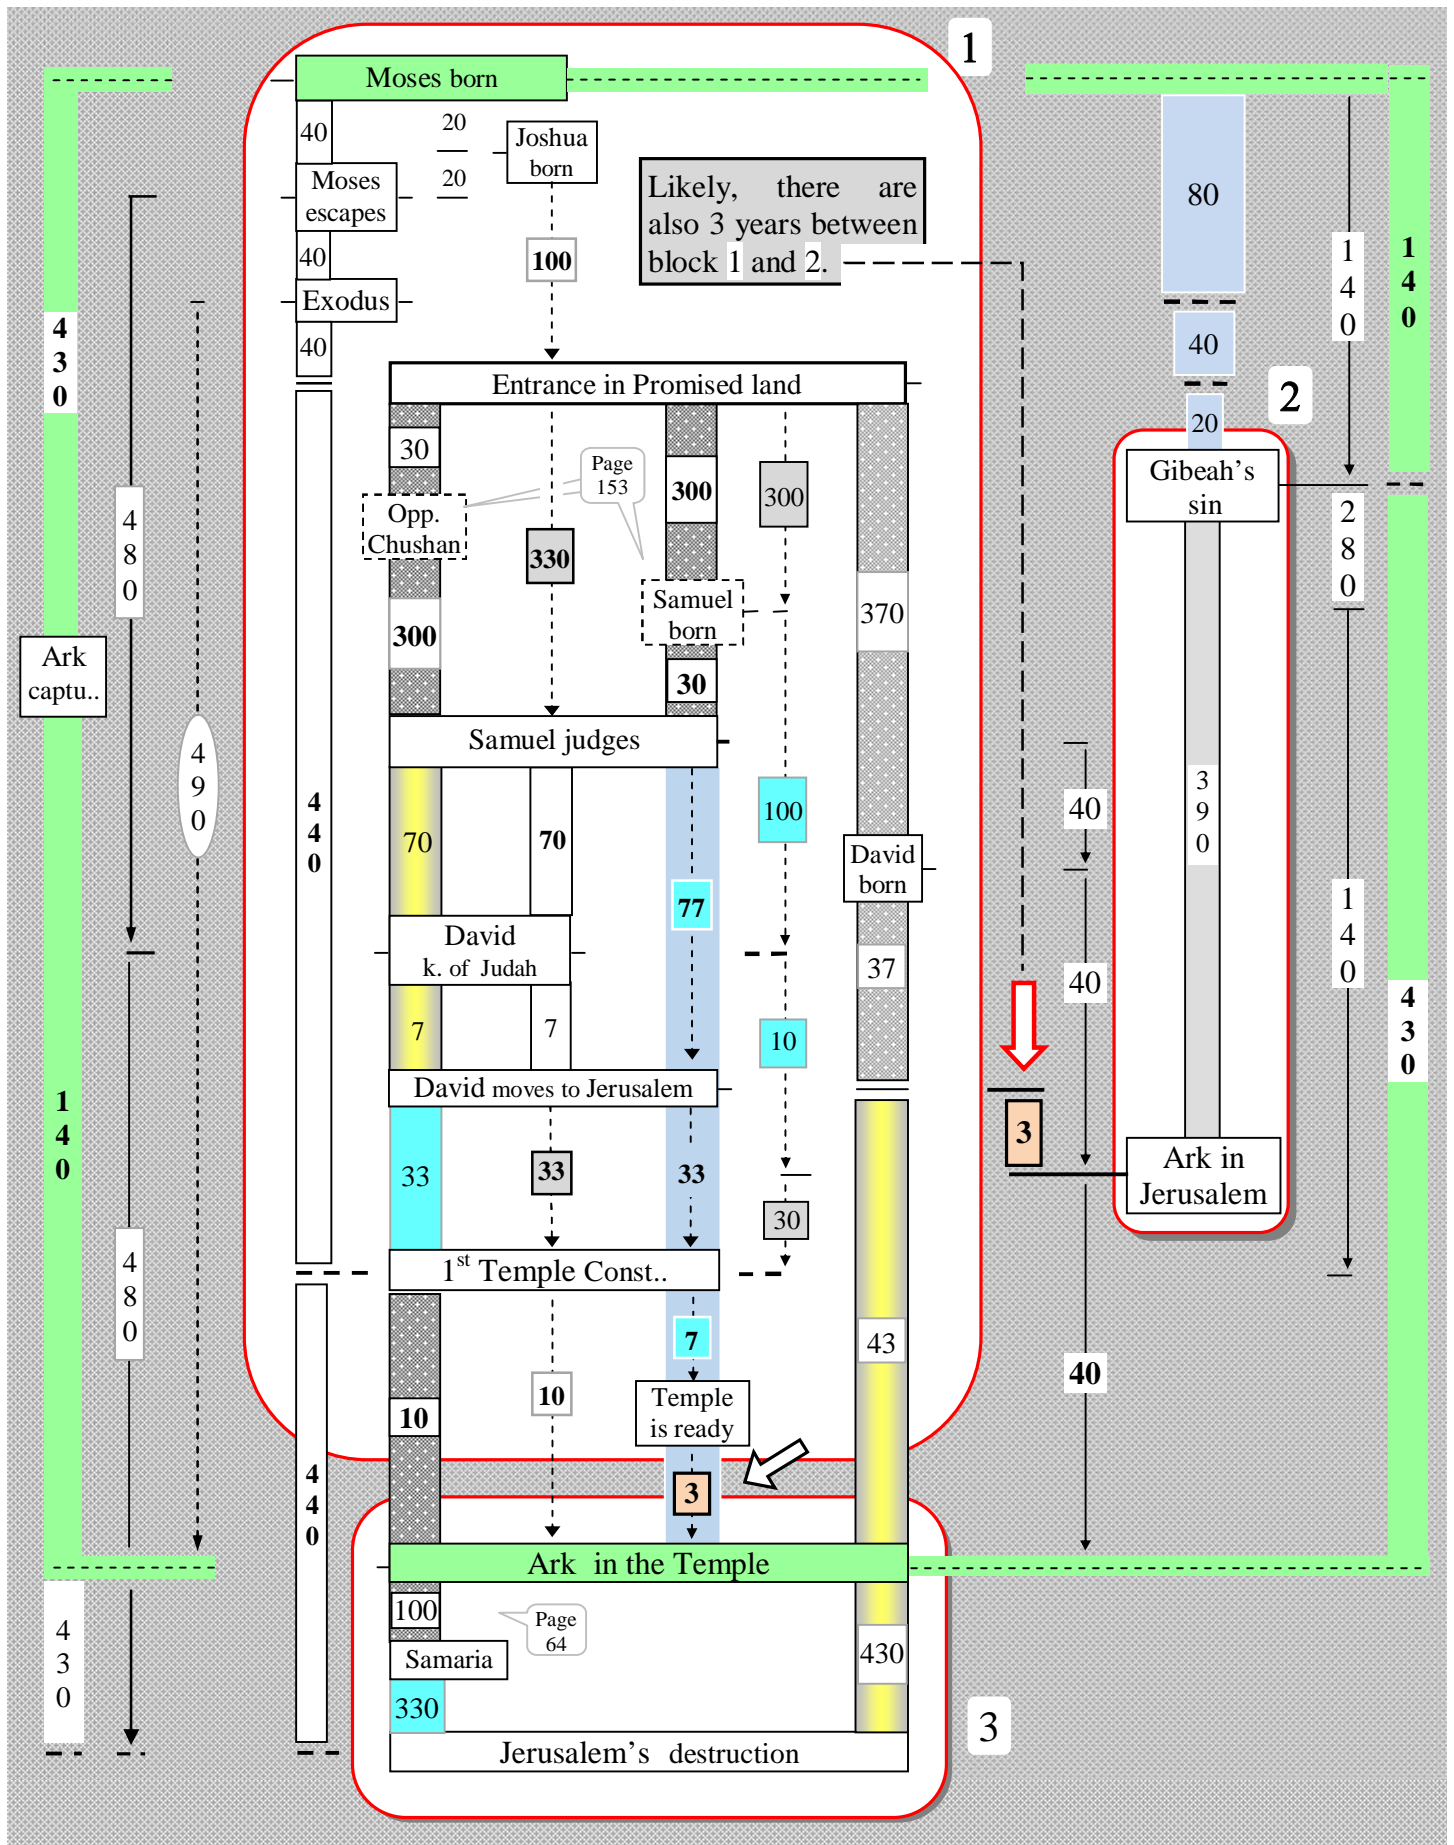 1
Moses born
40
20
Joshua
born
20
Moses
escapes
Likely, there are
also 3 years between
block 1 and 2.
80
1
4
0
1
4
0
40
100
Exodus
40
4
3
0
40
Entrance in Promised land
2
20
30
Page
153
300
300
Gibeah's
sin
Opp.
Chushan
4
8
0
2
8
0
330
Samuel
born
370
300
Ark
captu..
30
Samuel judges
4
9
0
4
4
0
70
70
100
40
3
9
0
David
born
77
1
4
0
David
k. of Judah
37
40
4
3
0
7
7
10
David moves to Jerusalem
1
4
0
3
33
33
33
Ark in
Jerusalem
30
4
8
0
1st Temple Const..
7
43
40
10
10
Temple
is ready
4
4
0
3
Ark in the Temple
100
Page
64
4
3
0
Samaria
430
330
3
Jerusalem's destruction